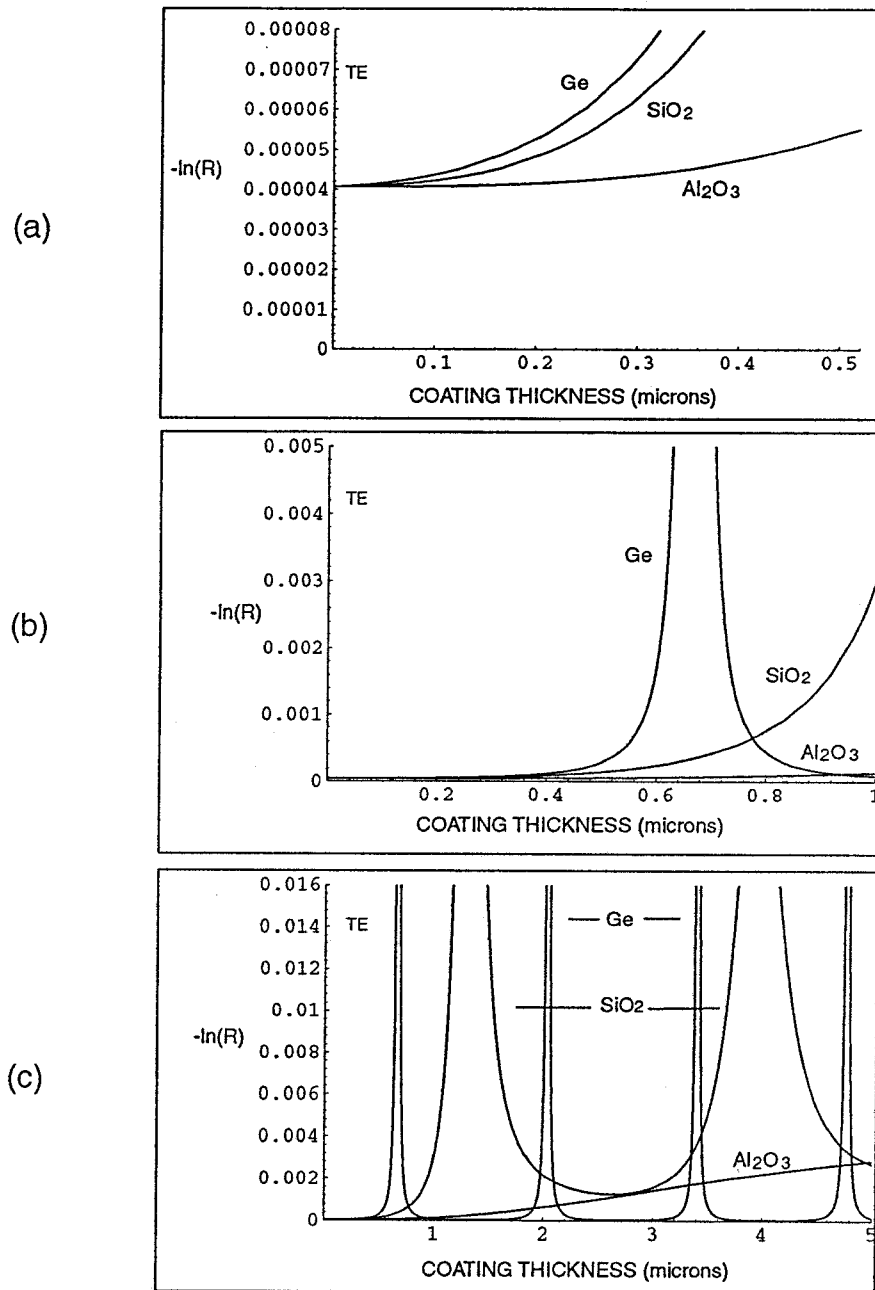 (a)
0.00008
0.00007
0.00006
0.00005
0.00004
0.00003
0.00002
0.00001
0
-ln(R)
TE
Ge
SiO2
Al2O3
0.1 0.2 0.3 0.4 0.5
COATING THICKNESS (microns)
(b)
0.005
0.004
0.003
0.002
0.001
0
-ln(R)
TE
Ge
SiO2
Al2O3
0.2 0.4 0.6 0.8 1
COATING THICKNESS (microns)
(c)
0.016
0.014
0.012
0.01
0.008
0.006
0.004
0.002
0
-ln(R)
TE
Ge
SiO2
Al2O3
1 2 3 4 5
COATING THICKNESS (microns)